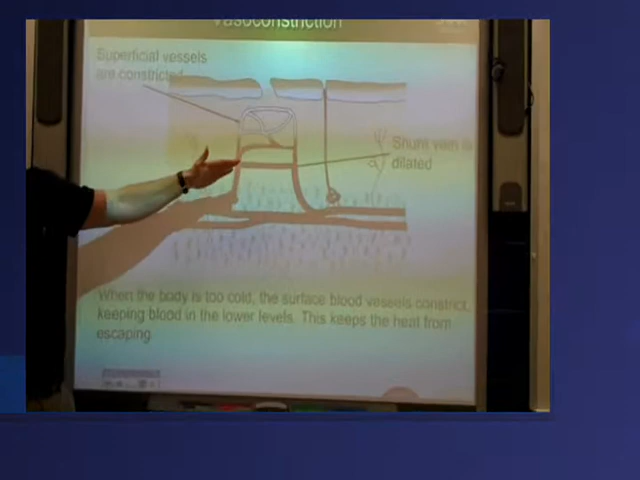 vasoconstriction
Superficial vessels
are constricted
Shunt vein is
dilated
When the body is too cold, the surface blood vessels constrict,
keeping blood in the lower levels. This keeps the heat from
escaping